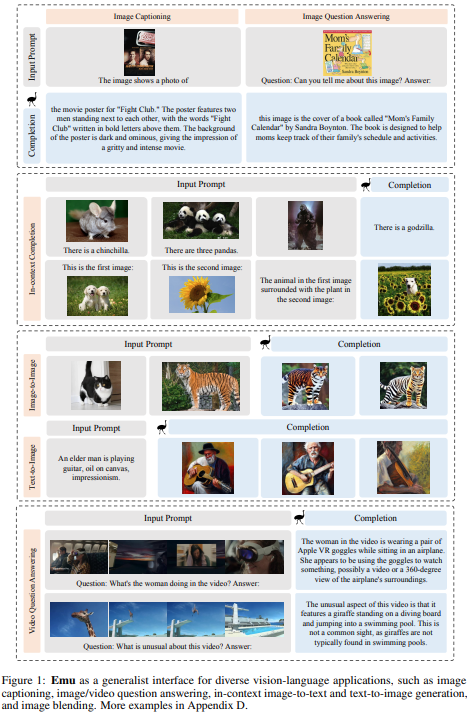 Image Captioning
Image Question Answering
Input Prompt
The image shows a photo of
Mom's
Family
Calendar
Sandra Boynton
Question: Can you tell me about this image? Answer:
Completion
the movie poster for "Fight Club." The poster features two
men standing next to each other, with the words "Fight
Club" written in bold letters above them. The background
of the poster is dark and ominous, giving the impression of
a gritty and intense movie.
this image is the cover of a book called "Mom's Family
Calendar" by Sandra Boynton. The book is designed to help
moms keep track of their family's schedule and activities.
Input Prompt
Completion
In-context Completion
There is a chinchilla.
There are three pandas.
There is a godzilla.
This is the first image:
This is the second image:
The animal in the first image
surrounded with the plant in
the second image:
Input Prompt
Completion
Image-to-Image
Input Prompt
Completion
Text-to-Image
An elder man is playing
guitar, oil on canvas,
impressionism.
Input Prompt
Completion
Video Question Answering
Question: What's the woman doing in the video? Answer:
The woman in the video is wearing a pair of
Apple VR goggles while sitting in an airplane.
She appears to be using the goggles to watch
something, possibly a video or a 360-degree
view of the airplane's surroundings.
Question: What is unusual about this video? Answer:
The unusual aspect of this video is that it
features a giraffe standing on a diving board
and jumping into a swimming pool. This is
not a common sight, as giraffes are not
typically found in swimming pools.
Figure 1: Emu as a generalist interface for diverse vision-language applications, such as image
captioning, image/video question answering, in-context image-to-text and text-to-image generation,
and image blending. More examples in Appendix D.